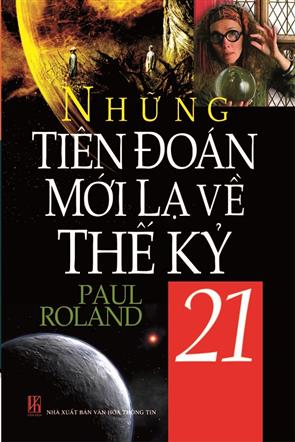 NHỮNG
TIÊN ĐOÁN
MỚI LẠ VỀ
THẾ KỶ
PAUL
ROLAND
21
NHÀ XUẤT BẢN VĂN HÓA THÔNG TIN